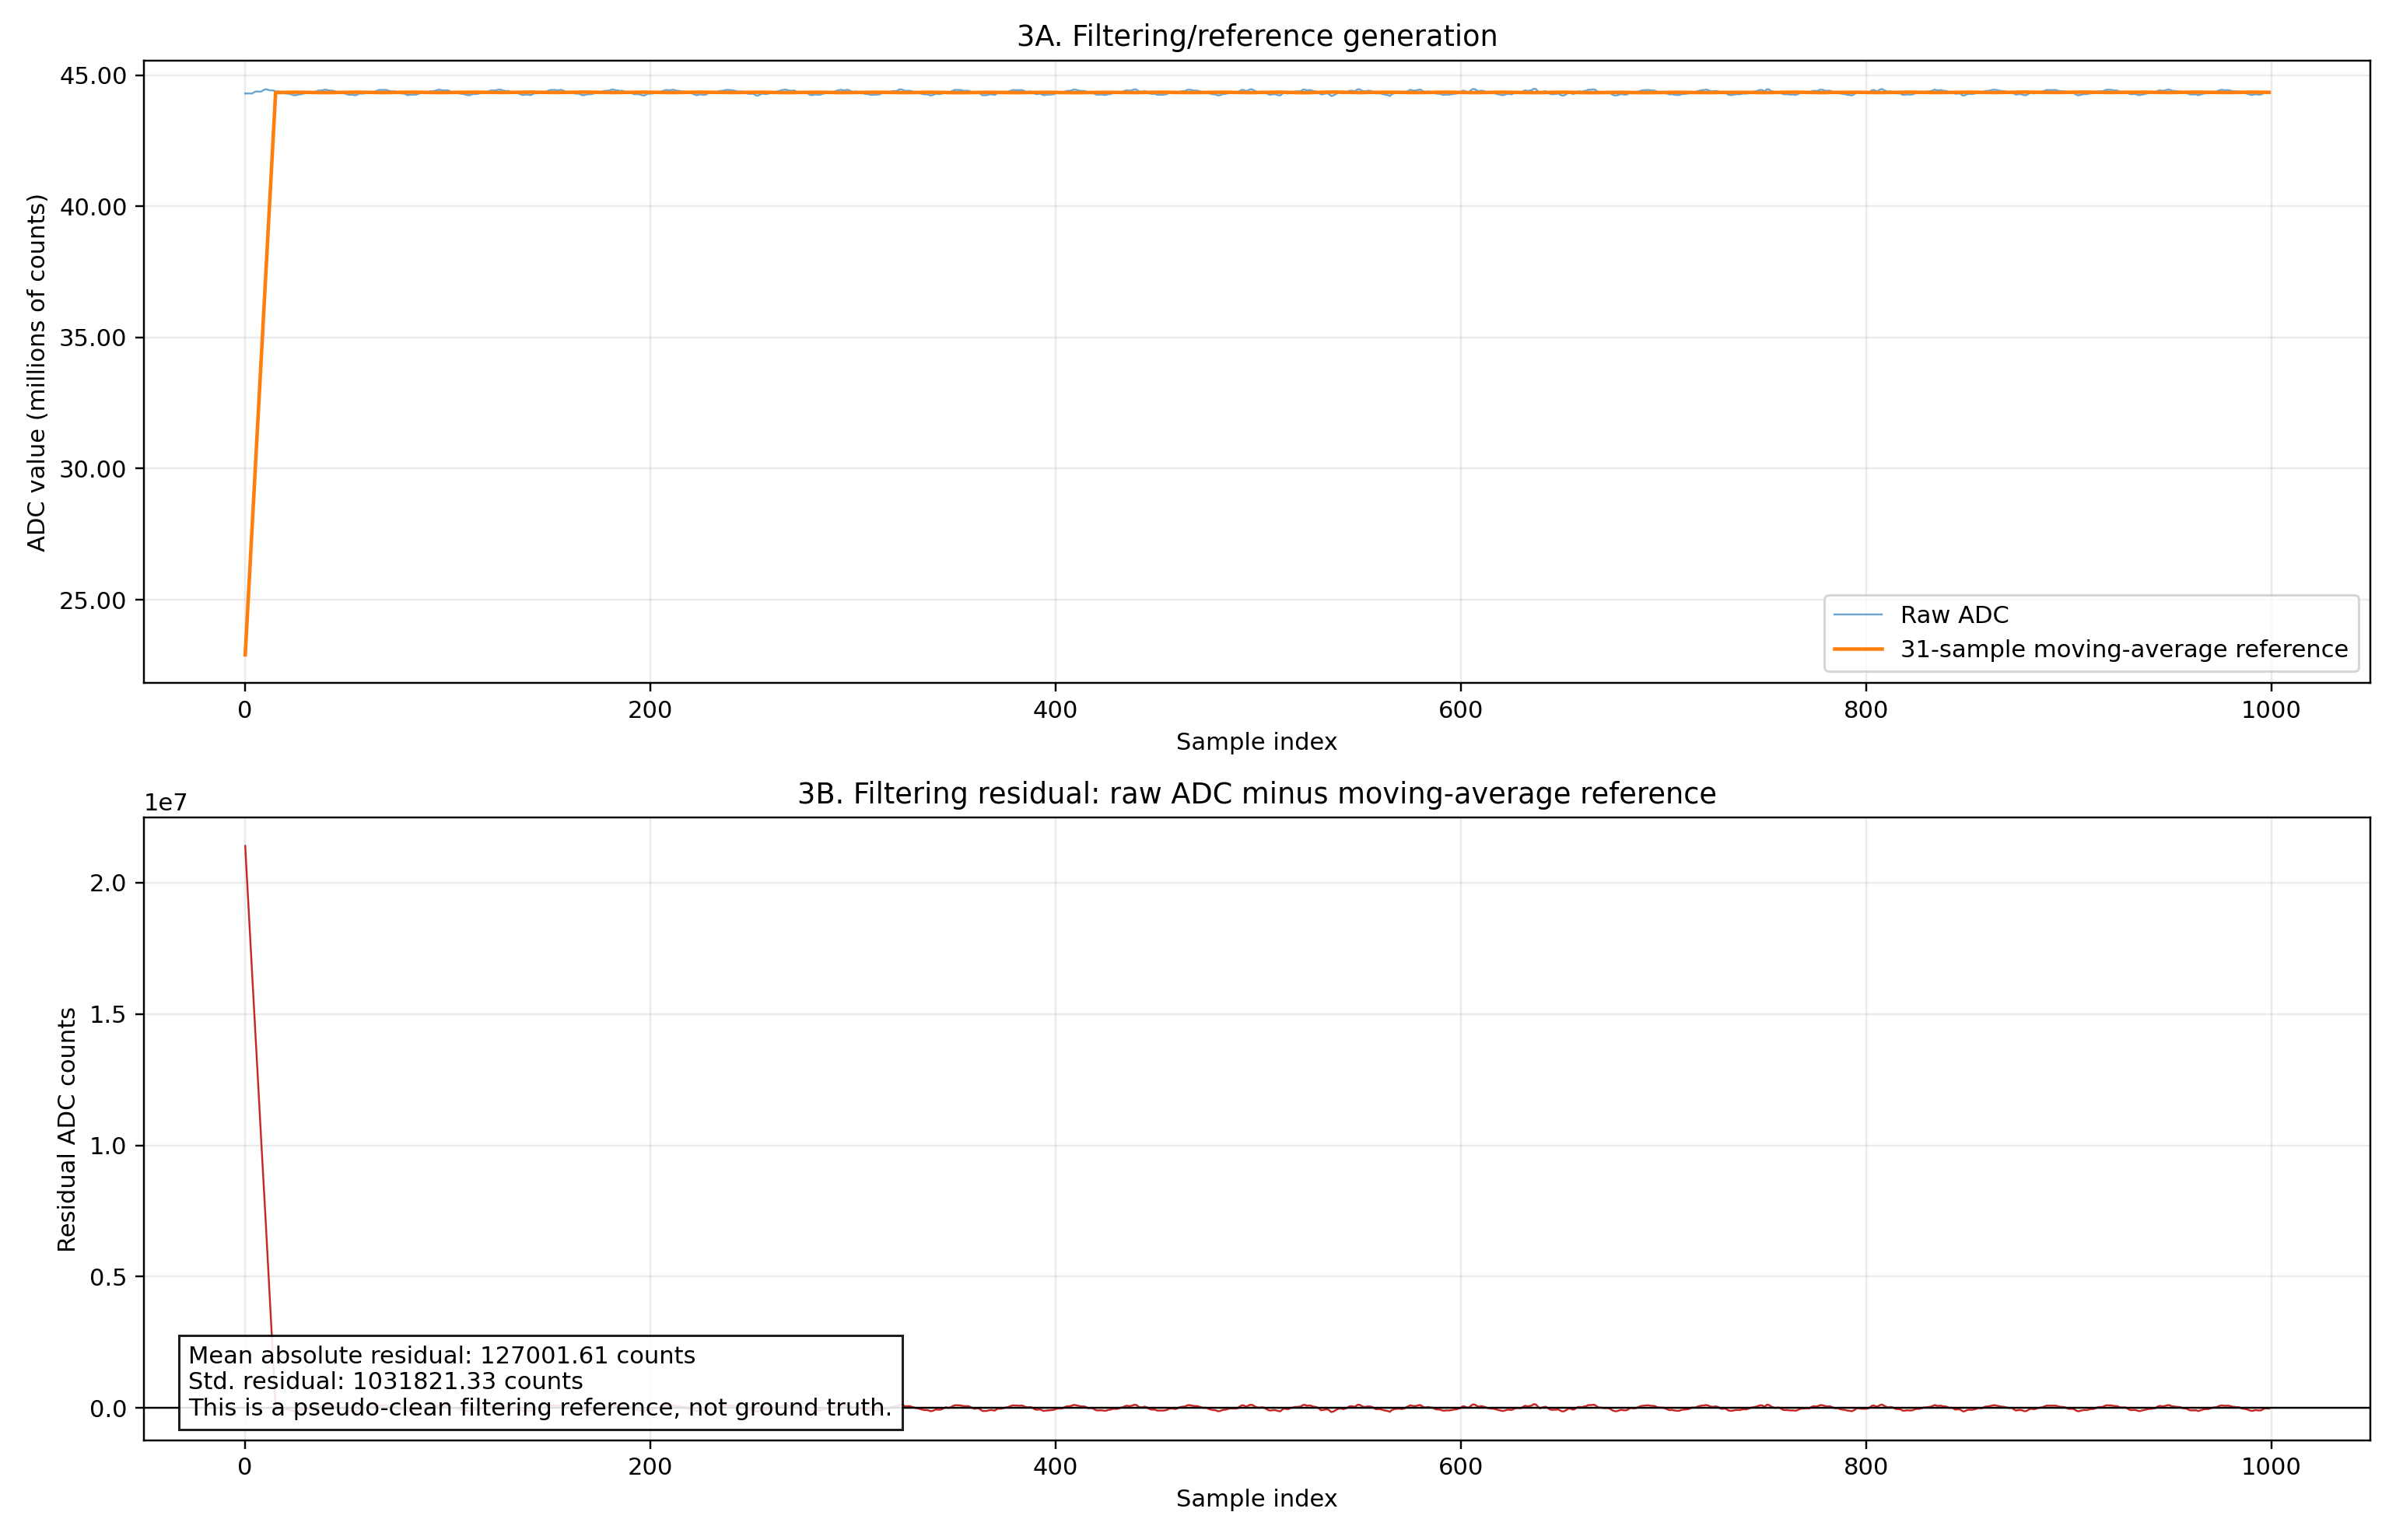 3A. Filtering/reference generation
45.00
40.00
35.00
30.00
25.00
ADC value (millions of counts)
Raw ADC
31-sample moving-average reference
0 200 400 600 800 1000
Sample index
3B. Filtering residual: raw ADC minus moving-average reference
1e7
2.0
1.5
1.0
0.5
0.0
Residual ADC counts
Mean absolute residual: 127001.61 counts
Std. residual: 1031821.33 counts
This is a pseudo-clean filtering reference, not ground truth.
0 200 400 600 800 1000
Sample index